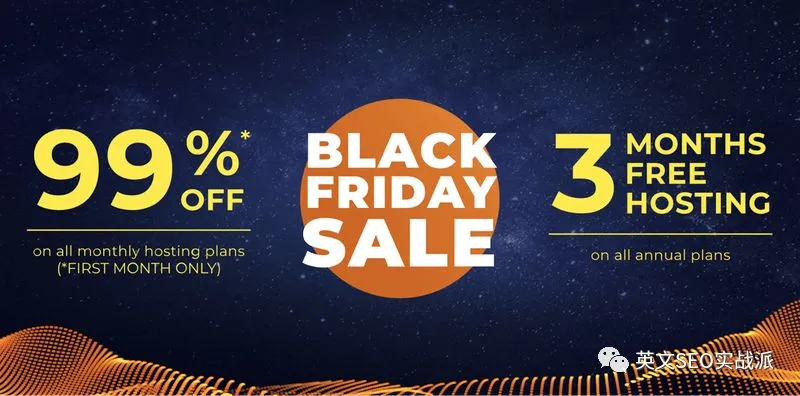 99%*
OFF
on all monthly hosting plans
(*FIRST MONTH ONLY)
BLACK
FRIDAY
SALE
3 MONTHS
FREE
HOSTING
on all annual plans
英文SEO实战派